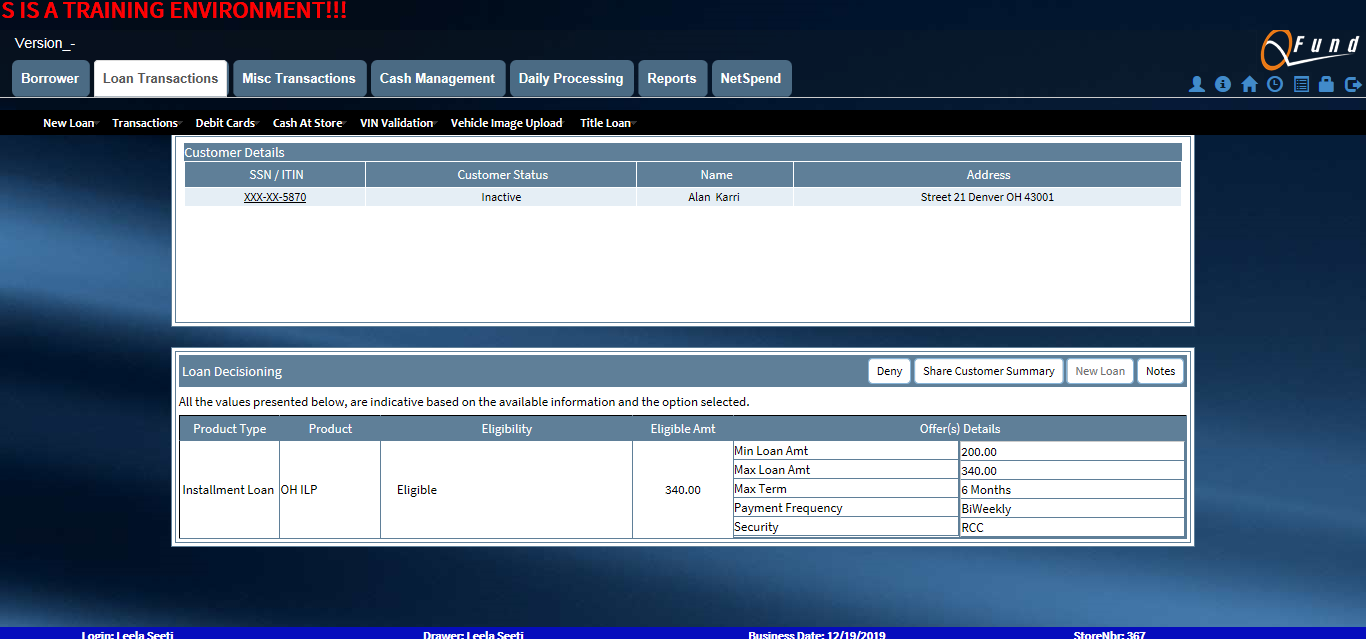 S IS A TRAINING ENVIRONMENT!!!
Version_-
QFund
Borrower Loan Transactions Misc Transactions Cash Management Daily Processing Reports NetSpend
New Loan Transactions Debit Cards Cash At Store VIN Validation Vehicle Image Upload Title Loan
Customer Details
SSN / ITIN Customer Status Name Address
XXX-XX-5870 Inactive Alan Karri Street 21 Denver OH 43001
Loan Decisioning Deny Share Customer Summary New Loan Notes
All the values presented below, are indicative based on the available information and the option selected.
Product Type Product Eligibility Eligible Amt Offer(s) Details
Min Loan Amt 200.00
Max Loan Amt 340.00
Installment Loan OH ILP Eligible 340.00 Max Term 6 Months
Payment Frequency BiWeekly
Security RCC
Login: Leela Seeti Drawer: Leela Seeti Business Date: 12/19/2019 StoreNbr: 367